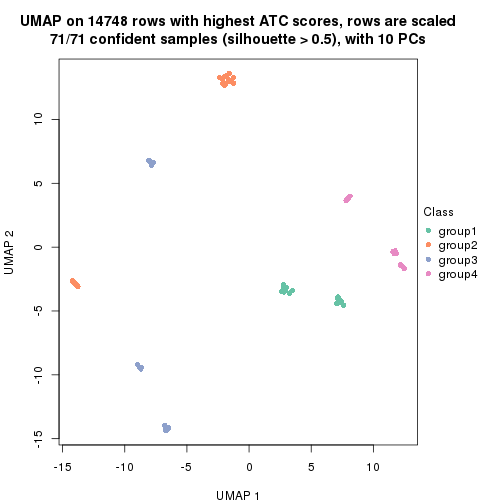 UMAP on 14748 rows with highest ATC scores, rows are scaled
71/71 confident samples (silhouette > 0.5), with 10 PCs
10
5
0
-5
-10
-15
UMAP 2
Class
group1
group2
group3
group4
-15
-10
-5
0
5
10
UMAP 1